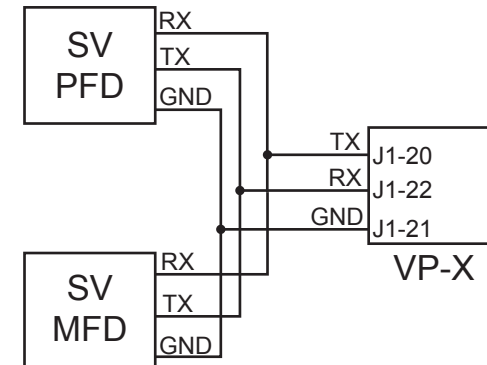 SV
PFD
RX
TX
GND
TX
RX
GND
J1-20
J1-22
J1-21
VP-X
SV
MFD
RX
TX
GND